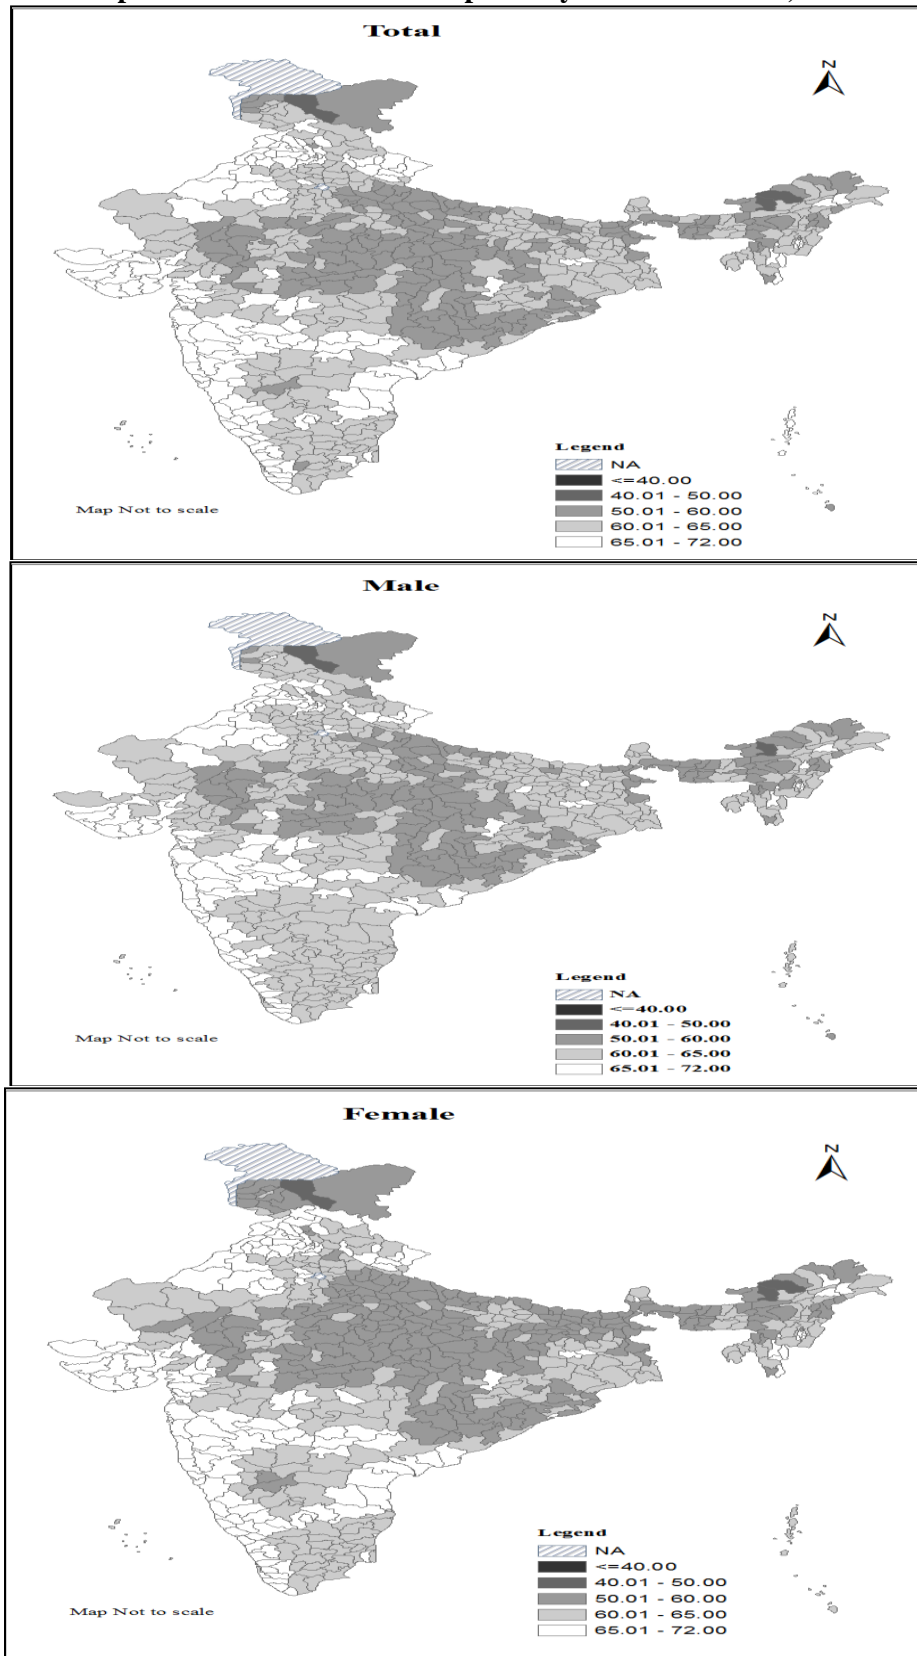 Total
N
Legend
NA
<=40.00
40.01 - 50.00
50.01 - 60.00
60.01 - 65.00
65.01 - 72.00
Map Not to scale
Male
N
Legend
NA
<=40.00
40.01 - 50.00
50.01 - 60.00
60.01 - 65.00
65.01 - 72.00
Map Not to scale
Female
N
Legend
NA
<=40.00
40.01 - 50.00
50.01 - 60.00
60.01 - 65.00
65.01 - 72.00
Map Not to scale